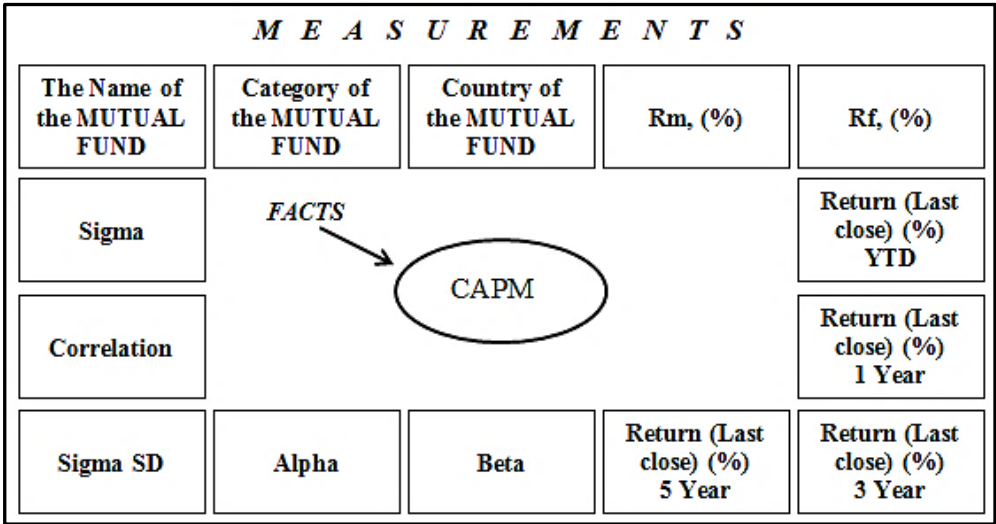 M E A S U R E M E N T S
The Name of
the MUTUAL
FUND
Category of
the MUTUAL
FUND
Country of
the MUTUAL
FUND
Rm, (%)
Rf, (%)
Sigma
FACTS
CAPM
Return (Last
close) (%)
YTD
Correlation
Return (Last
close) (%)
1 Year
Sigma SD
Alpha
Beta
Return (Last
close) (%)
5 Year
Return (Last
close) (%)
3 Year